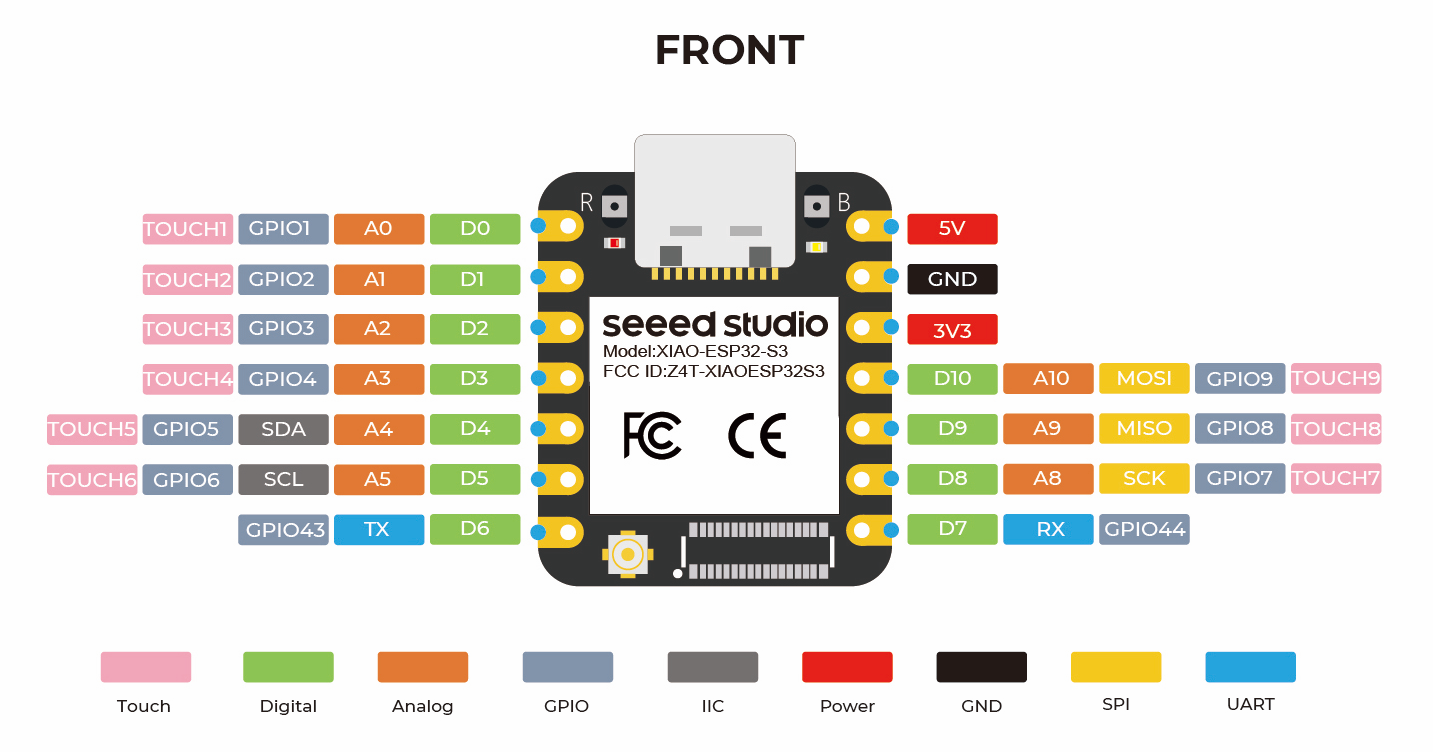 FRONT
R B
TOUCH1 GPIO1 A0 D0 5V
TOUCH2 GPIO2 A1 D1 GND
TOUCH3 GPIO3 A2 D2 3V3
seeed studio
Model:XIAO-ESP32-S3
FCC ID:Z4T-XIAOESP32S3
TOUCH4 GPIO4 A3 D3 D10 A10 MOSI GPIO9 TOUCH9
TOUCH5 GPIO5 SDA A4 D4 FC CE D9 A9 MISO GPIO8 TOUCH8
TOUCH6 GPIO6 SCL A5 D5 D8 A8 SCK GPIO7 TOUCH7
GPIO43 TX D6 D7 RX GPIO44
Touch Digital Analog GPIO IIC Power GND SPI UART